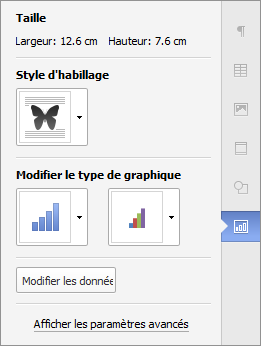 Taille
Largeur: 12.6 cm Hauteur: 7.6 cm
Style d'habillage
Modifier le type de graphique
Modifier les donnée
Afficher les paramètres avancés